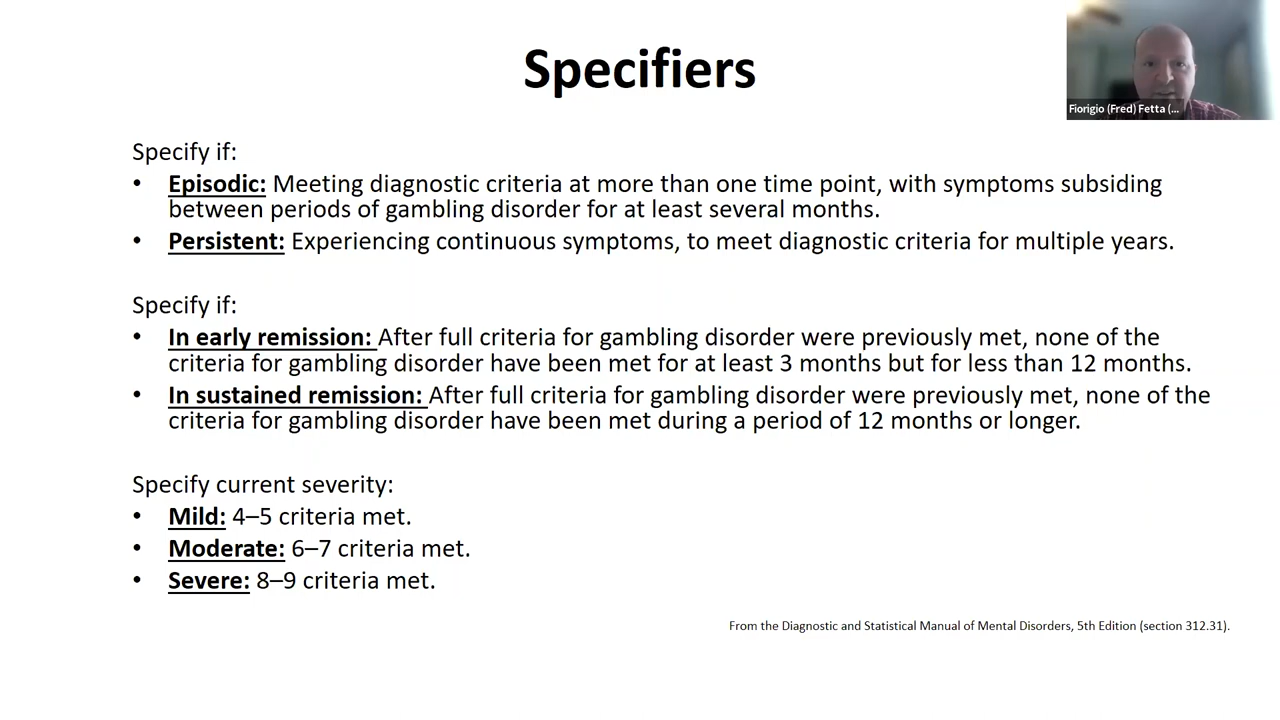 Specifiers
Fiorigio (Fred) Fetta (...
Specify if:
• Episodic: Meeting diagnostic criteria at more than one time point, with symptoms subsiding
between periods of gambling disorder for at least several months.
• Persistent: Experiencing continuous symptoms, to meet diagnostic criteria for multiple years.
Specify if:
• In early remission: After full criteria for gambling disorder were previously met, none of the
criteria for gambling disorder have been met for at least 3 months but for less than 12 months.
• In sustained remission: After full criteria for gambling disorder were previously met, none of the
criteria for gambling disorder have been met during a period of 12 months or longer.
Specify current severity:
• Mild: 4–5 criteria met.
• Moderate: 6–7 criteria met.
• Severe: 8–9 criteria met.
From the Diagnostic and Statistical Manual of Mental Disorders, 5th Edition (section 312.31).